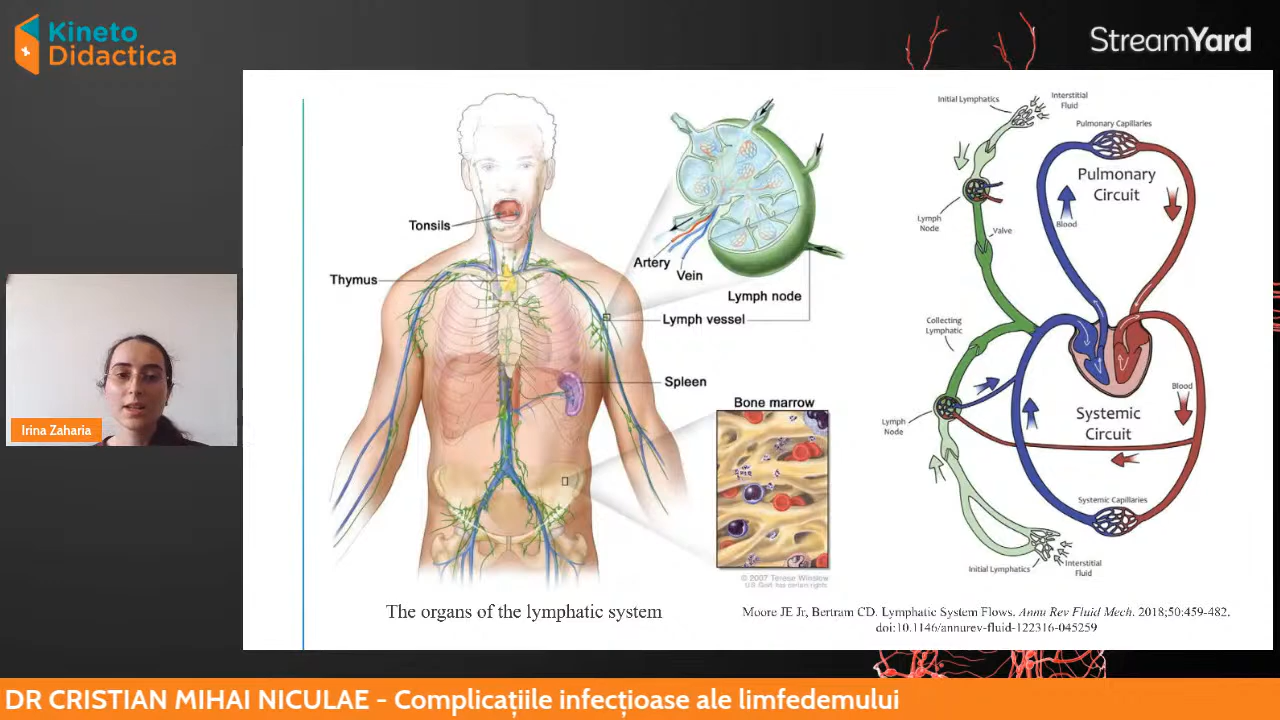 Kineto
Didactica
StreamYard
Tonsils
Thymus
Artery
Vein
Lymph node
Lymph vessel
Spleen
Bone marrow
© 2007 Terese Winslow
U.S. Govt. has certain rights
The organs of the lymphatic system
Initial Lymphatics
Interstitial
Fluid
Pulmonary Capillaries
Pulmonary
Circuit
Blood
Lymph
Node
Valve
Collecting
Lymphatic
Blood
Systemic
Circuit
Lymph
Node
Systemic Capillaries
Initial Lymphatics
Interstitial
Fluid
Moore JE Jr, Bertram CD. Lymphatic System Flows. Annu Rev Fluid Mech. 2018;50:459-482.
doi:10.1146/annurev-fluid-122316-045259
Irina Zaharia
DR CRISTIAN MIHAI NICULAE - Complicațiile infecțioase ale limfedemului